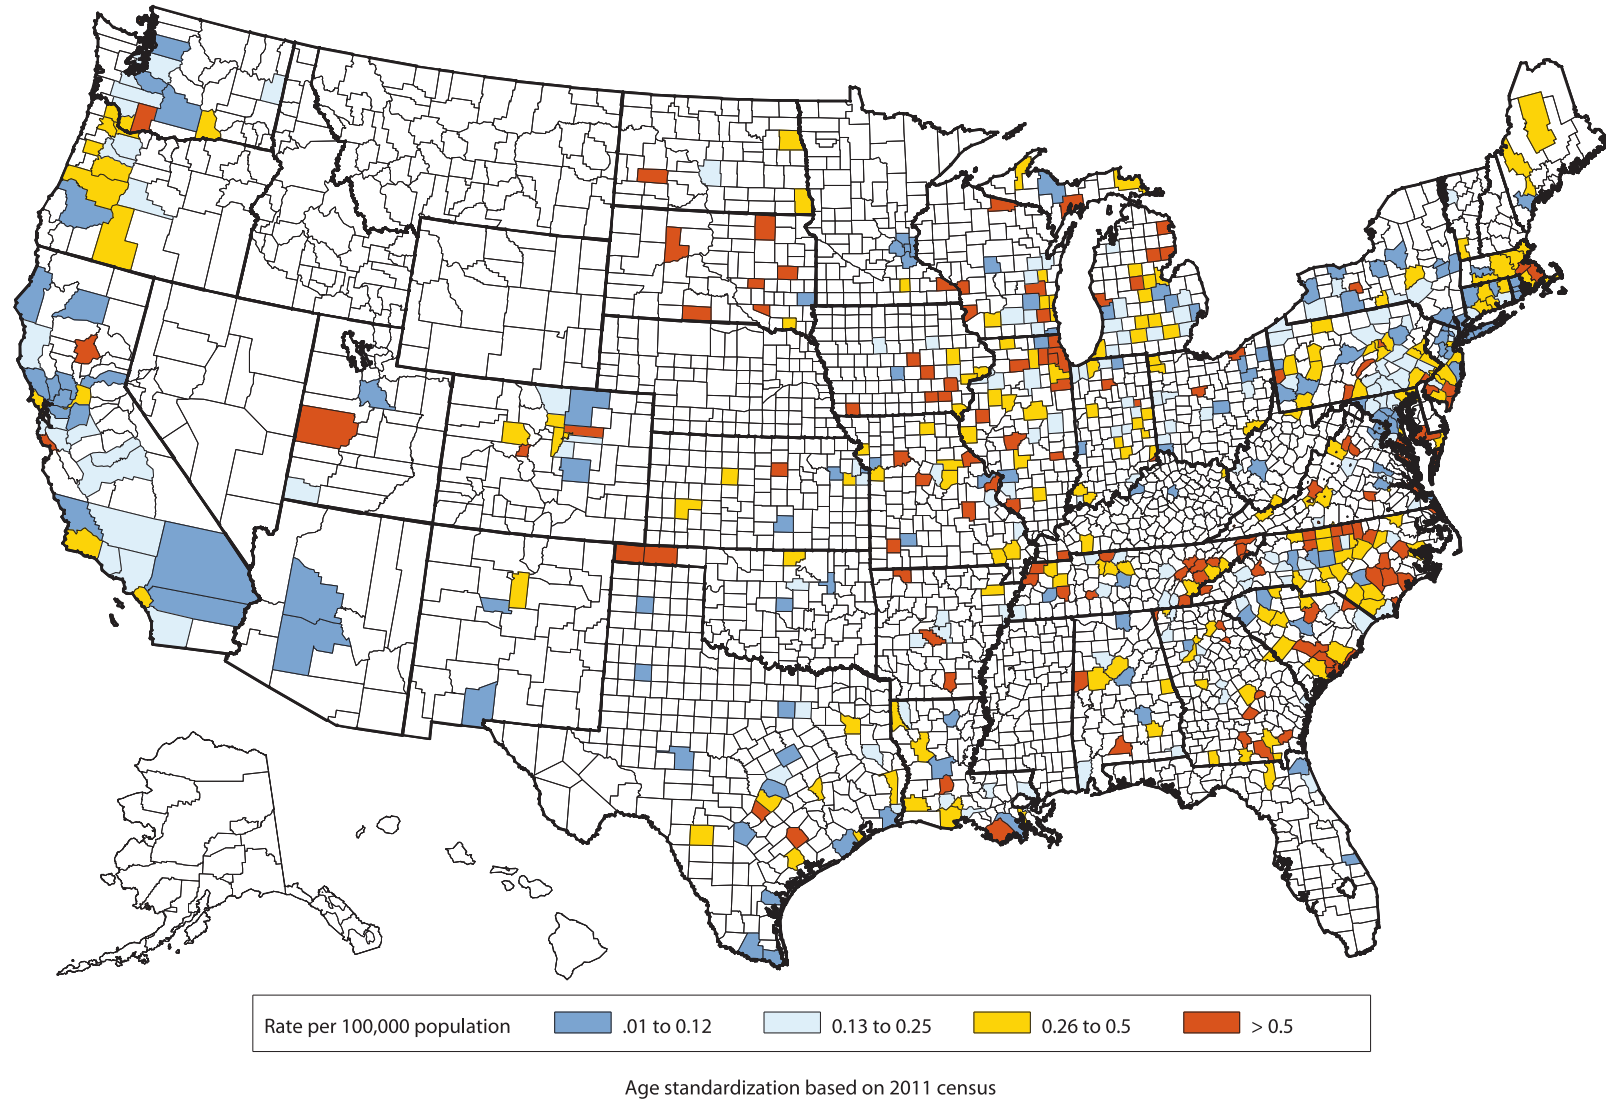 Rate per 100,000 population .01 to 0.12 0.13 to 0.25 0.26 to 0.5 > 0.5
Age standardization based on 2011 census